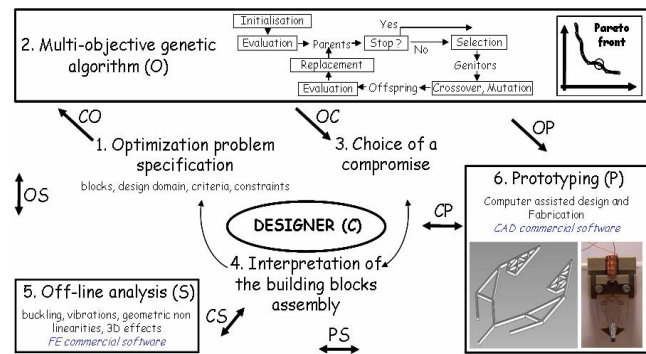 Initialisation
Yes
2. Multi-objective genetic
algorithm (O)
Evaluation
Parents
Stop ?
No
Selection
Replacement
Genitors
Evaluation
Offspring
Crossover, Mutation
Pareto
front
CO
OC
OP
1. Optimization problem
specification
blocks, design domain, criteria, constraints
3. Choice of a
compromise
OS
DESIGNER (C)
CP
6. Prototyping (P)
Computer assisted design and
Fabrication
CAD commercial software
4. Interpretation of
the building blocks
assembly
5. Off-line analysis (S)
buckling, vibrations, geometric non
linearities, 3D effects
FE commercial software
CS
PS